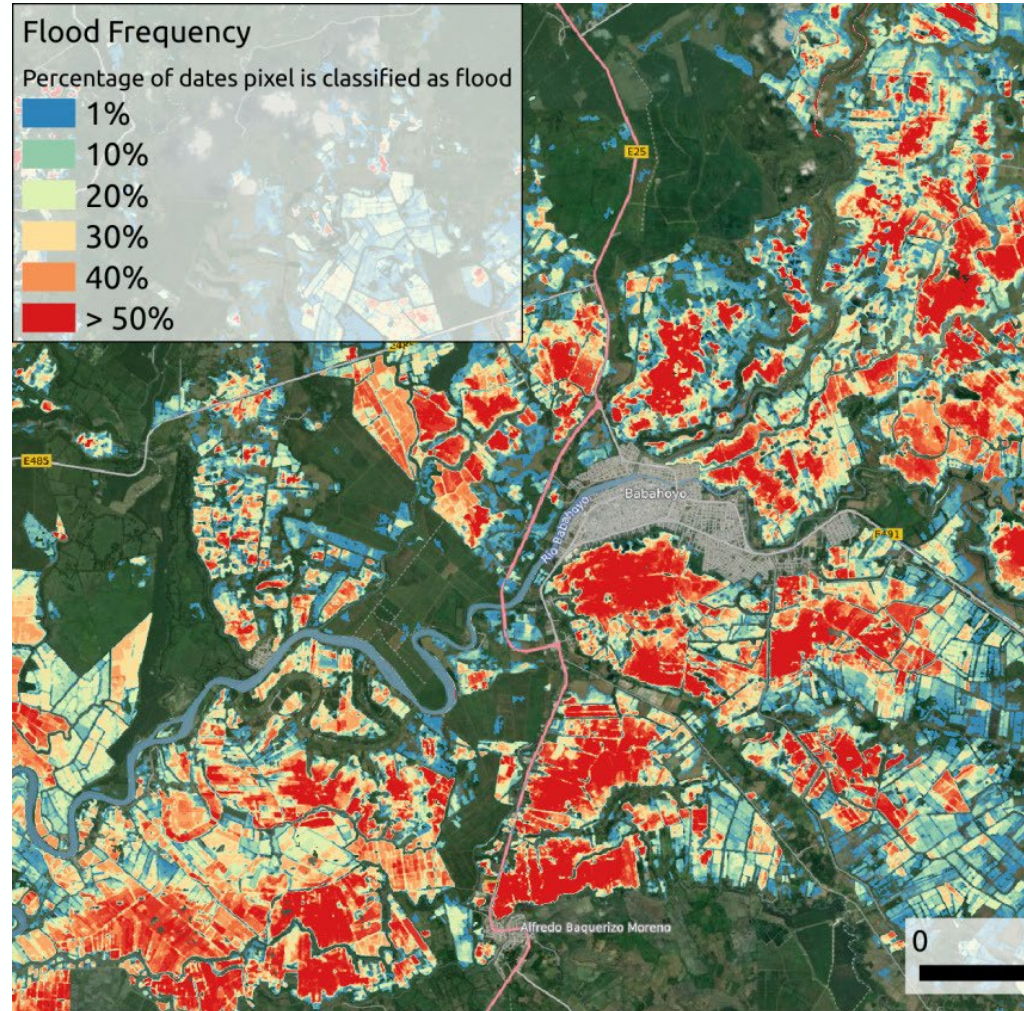 Flood Frequency
Percentage of dates pixel is classified as flood
1%
10%
20%
30%
40%
> 50%
E25
E485
Babahoyo
Río Babahoyo
Alfredo Baquerizo Moreno
0